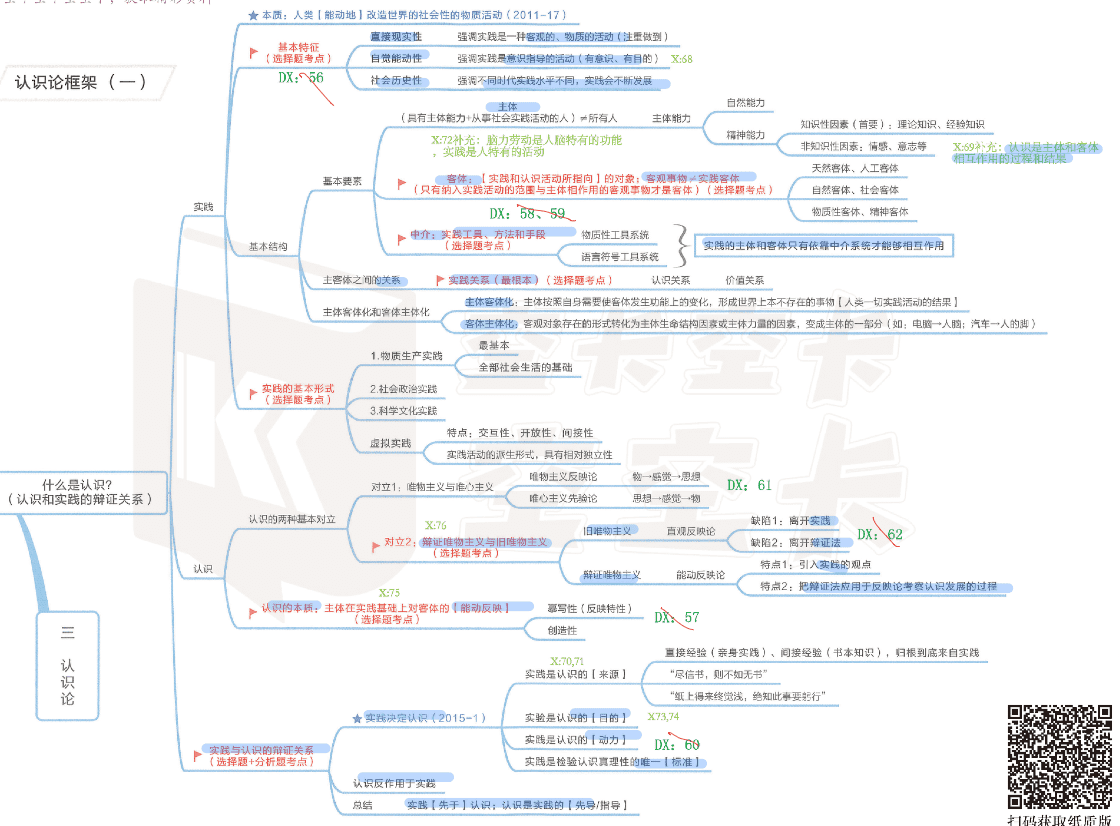 认识论框架（一）
三
认
识
论
什么是认识?
（认识和实践的辩证关系）
实践
★本质：人类【能动地】改造世界的社会性的物质活动（2011-17）
基本特征
（选择题考点）
DX：56
直接现实性 强调实践是一种客观的、物质的活动（注重做到）
自觉能动性 强调实践是意识指导的活动（有意识、有目的） X:68
社会历史性 强调不同时代实践水平不同，实践会不断发展
基本结构
基本要素
主体
（具有主体能力+从事社会实践活动的人）≠所有人
X:72补充：脑力劳动是人脑特有的功能
，实践是人特有的活动
主体能力
自然能力
精神能力
知识性因素（首要）：理论知识、经验知识
非知识性因素：情感、意志等
X:69补充：认识是主体和客体
相互作用的过程和结果
客体：【实践和认识活动所指向】的对象；客观事物≠实践客体
（只有纳入实践活动的范围与主体相作用的客观事物才是客体）（选择题考点）
DX：58、59
天然客体、人工客体
自然客体、社会客体
物质性客体、精神客体
中介：实践工具、方法和手段
（选择题考点）
物质性工具系统
语言符号工具系统
实践的主体和客体只有依靠中介系统才能够相互作用
主客体之间的关系 实践关系（最根本）（选择题考点） 认识关系 价值关系
主体客体化和客体主体化
主体客体化：主体按照自身需要使客体发生功能上的变化，形成世界上本不存在的事物【人类一切实践活动的结果】
客体主体化：客观对象存在的形式转化为主体生命结构因素或主体力量的因素，变成主体的一部分（如：电脑→人脑；汽车→人的脚）
实践的基本形式
（选择题考点）
1.物质生产实践
最基本
全部社会生活的基础
2.社会政治实践
3.科学文化实践
虚拟实践
特点：交互性、开放性、间接性
实践活动的派生形式，具有相对独立性
认识
认识的两种基本对立
对立1：唯物主义与唯心主义
唯物主义反映论 物→感觉→思想
唯心主义先验论 思想→感觉→物
DX：61
X:76
对立2：辩证唯物主义与旧唯物主义
（选择题考点）
旧唯物主义 直观反映论
缺陷1：离开实践
缺陷2：离开辩证法
DX：62
辩证唯物主义 能动反映论
特点1：引入实践的观点
特点2：把辩证法应用于反映论考察认识发展的过程
X:75
认识的本质：主体在实践基础上对客体的【能动反映】
（选择题考点）
摹写性（反映特性）
创造性
DX：57
实践与认识的辩证关系
（选择题+分析题考点）
★实践决定认识（2015-1）
X:70,71
实践是认识的【来源】
直接经验（亲身实践）、间接经验（书本知识），归根到底来自实践
“尽信书，则不如无书”
“纸上得来终觉浅，绝知此事要躬行”
实验是认识的【目的】 X73,74
实践是认识的【动力】 DX：60
实践是检验认识真理性的唯一【标准】
认识反作用于实践
总结 实践【先于】认识；认识是实践的【先导/指导】
扫码获取纸质版